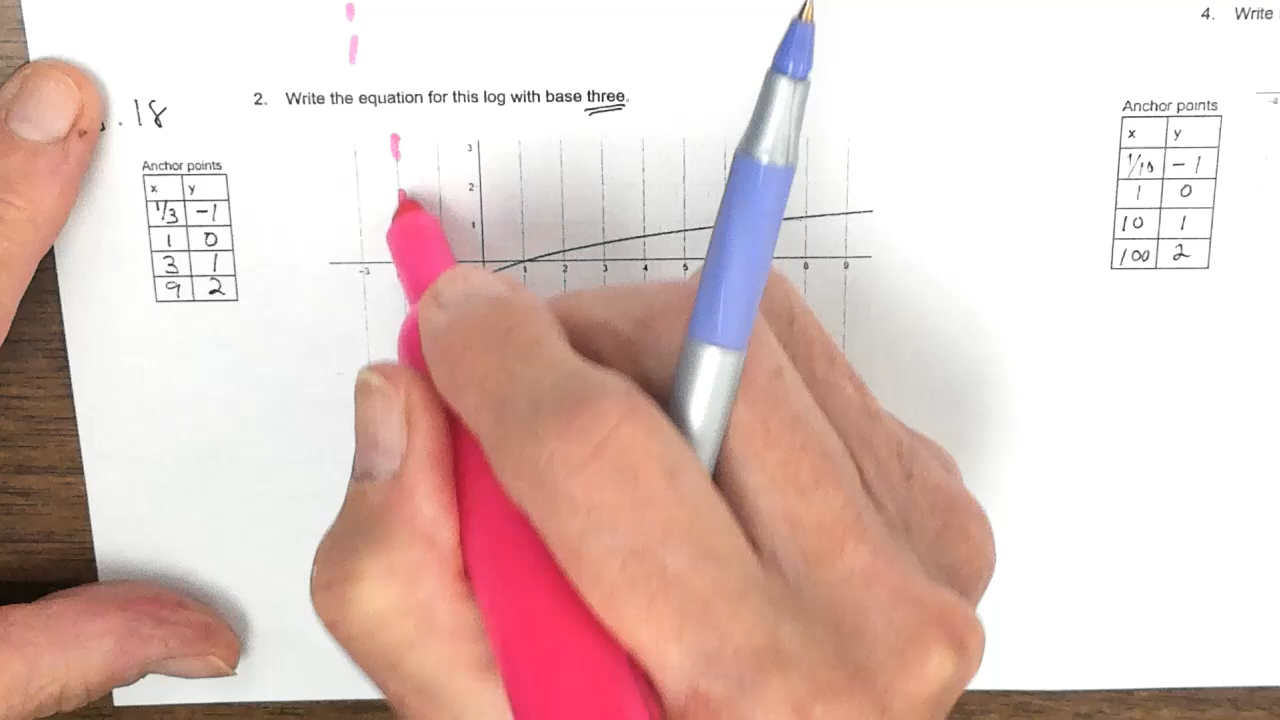 4. Write
2. Write the equation for this log with base three.
.18
Anchor points
x y
1/3 -1
1 0
3 1
9 2
3
2
1
-3 1 2 3 4 5 8 9
Anchor points
x y
1/10 -1
1 0
10 1
100 2